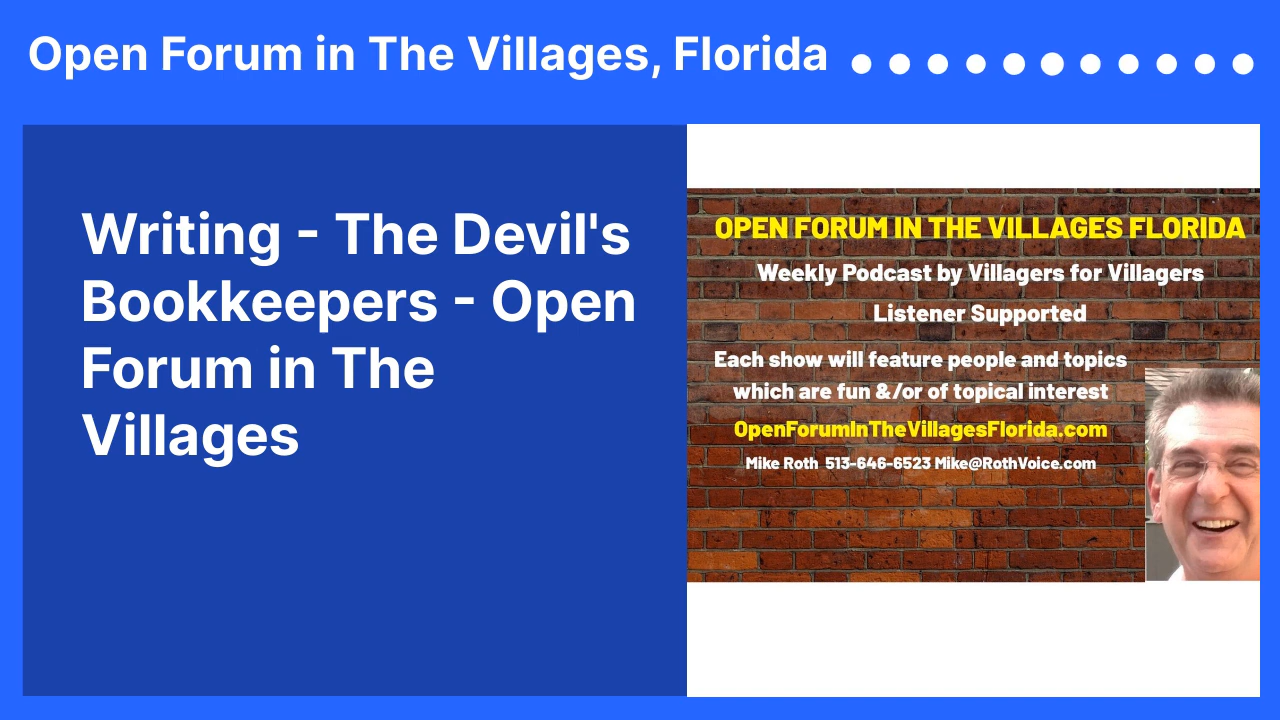 Open Forum in The Villages, Florida
Writing - The Devil's
Bookkeepers - Open
Forum in The
Villages
OPEN FORUM IN THE VILLAGES FLORIDA
Weekly Podcast by Villagers for Villagers
Listener Supported
Each show will feature people and topics
which are fun &/or of topical interest
OpenForumInTheVillagesFlorida.com
Mike Roth 513-646-6523 Mike@RothVoice.com